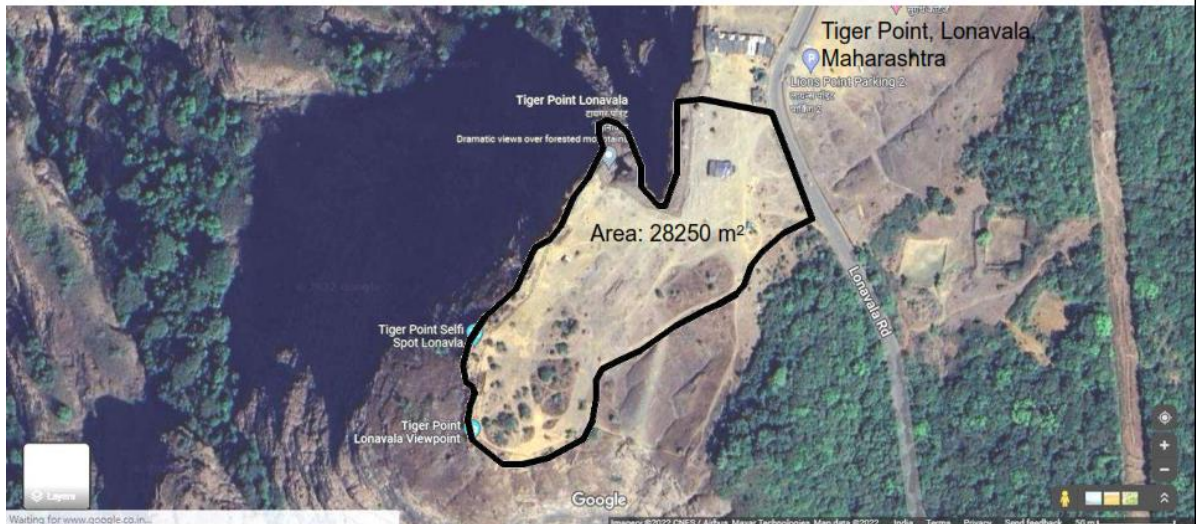 Tiger Point, Lonavala,
Maharashtra
Lions Point Parking 2
Tiger Point Lonavala
टायगर पॉइंट
Dramatic views over forested mountains
Area: 28250 m²
Lonavala Rd
Tiger Point Selfi
Spot Lonavla
Tiger Point
Lonavala Viewpoint
Layers
Google
Waiting for www.google.co.in...
Imagery ©2022 CNES / Airbus, Maxar Technologies, Map data ©2022 India Terms Privacy Send feedback 50 m